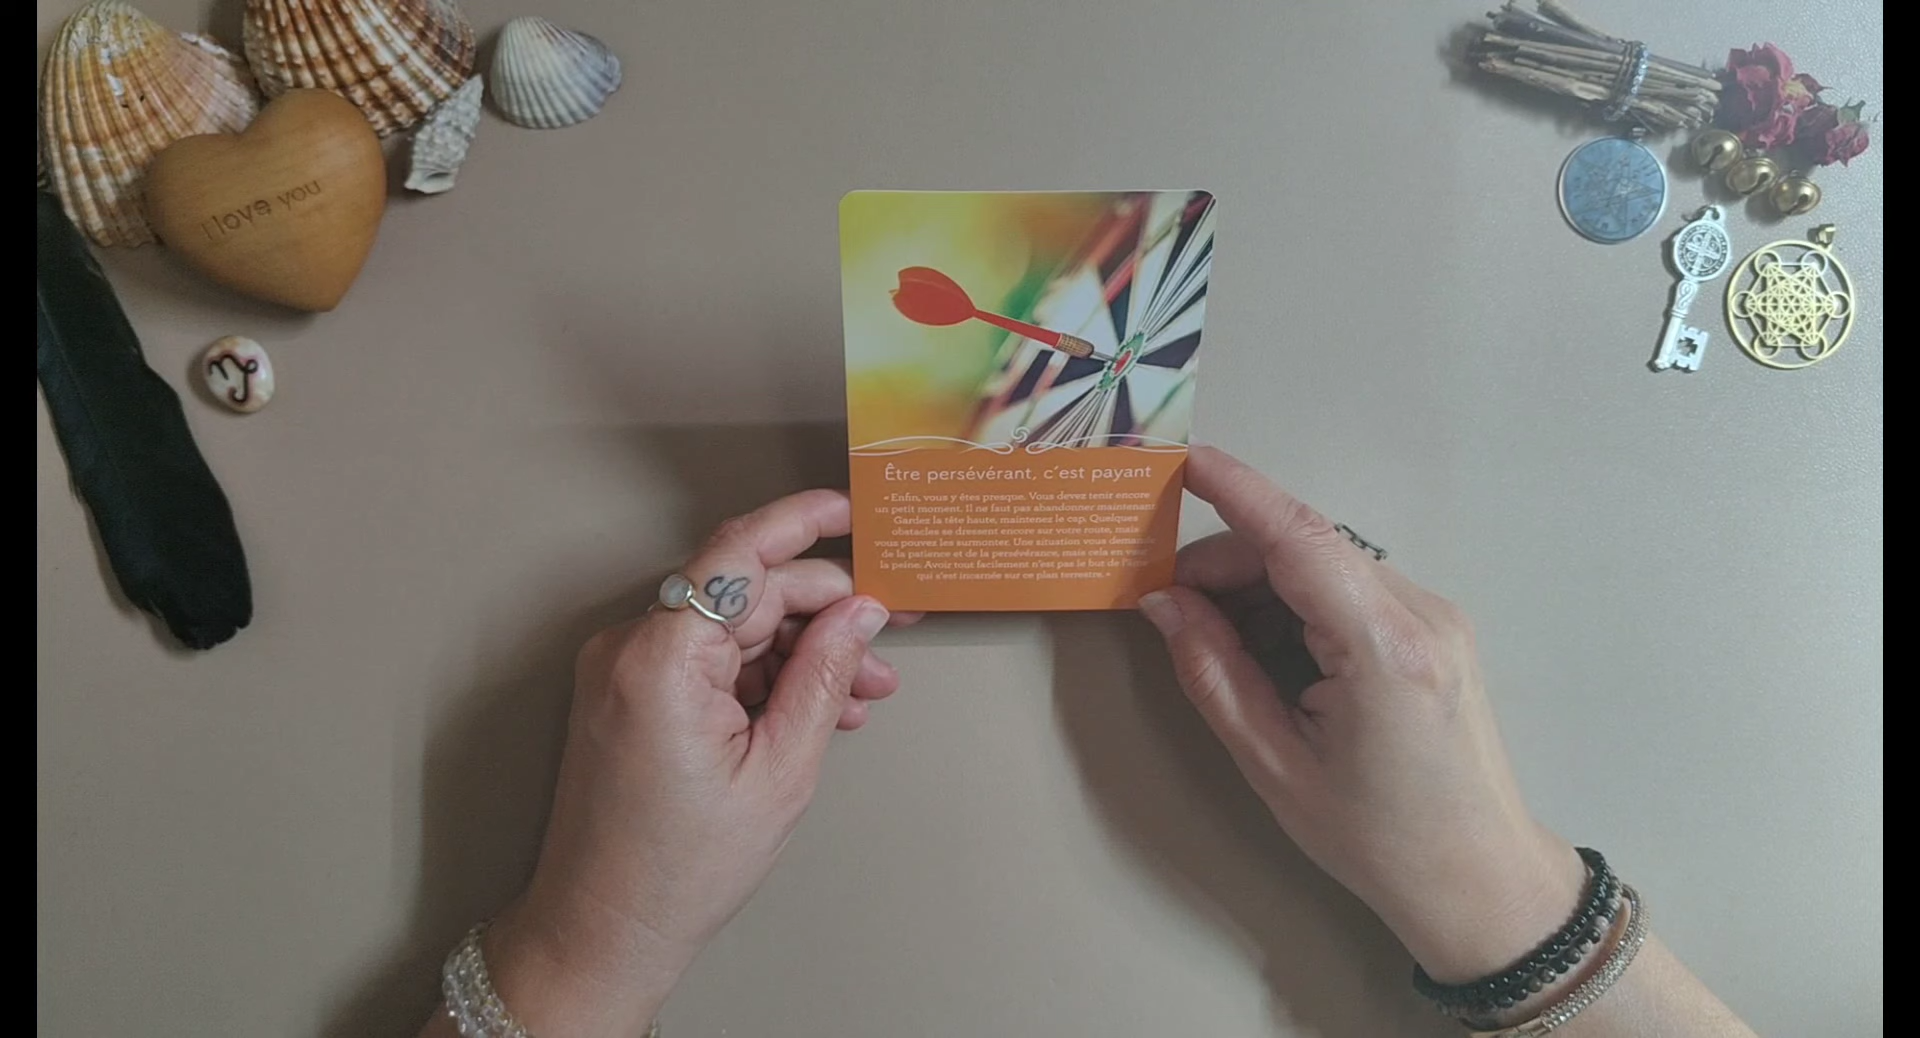 I love you
Être persévérant, c'est payant
« Enfin, vous y êtes presque. Vous devez tenir encore
un petit moment. Il ne faut pas abandonner maintenant.
Gardez la tête haute, maintenez le cap. Quelques
obstacles se dressent encore sur votre route, mais
vous pouvez les surmonter. Une situation vous demande
de la patience et de la persévérance, mais cela en vaut
la peine. Avoir tout facilement n'est pas le but de l'âme
qui s'est incarnée sur ce plan terrestre. »